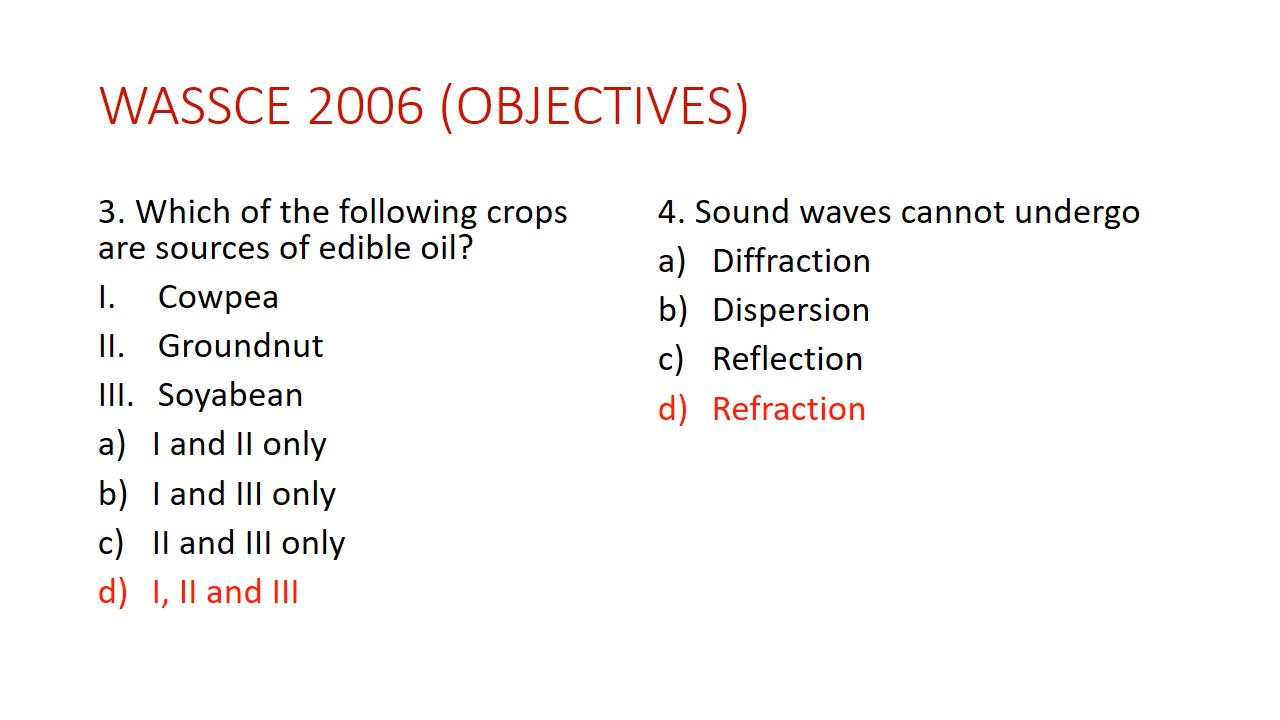 WASSCE 2006 (OBJECTIVES)
3. Which of the following crops
are sources of edible oil?
I. Cowpea
II. Groundnut
III. Soyabean
a) I and II only
b) I and III only
c) II and III only
d) I, II and III
4. Sound waves cannot undergo
a) Diffraction
b) Dispersion
c) Reflection
d) Refraction